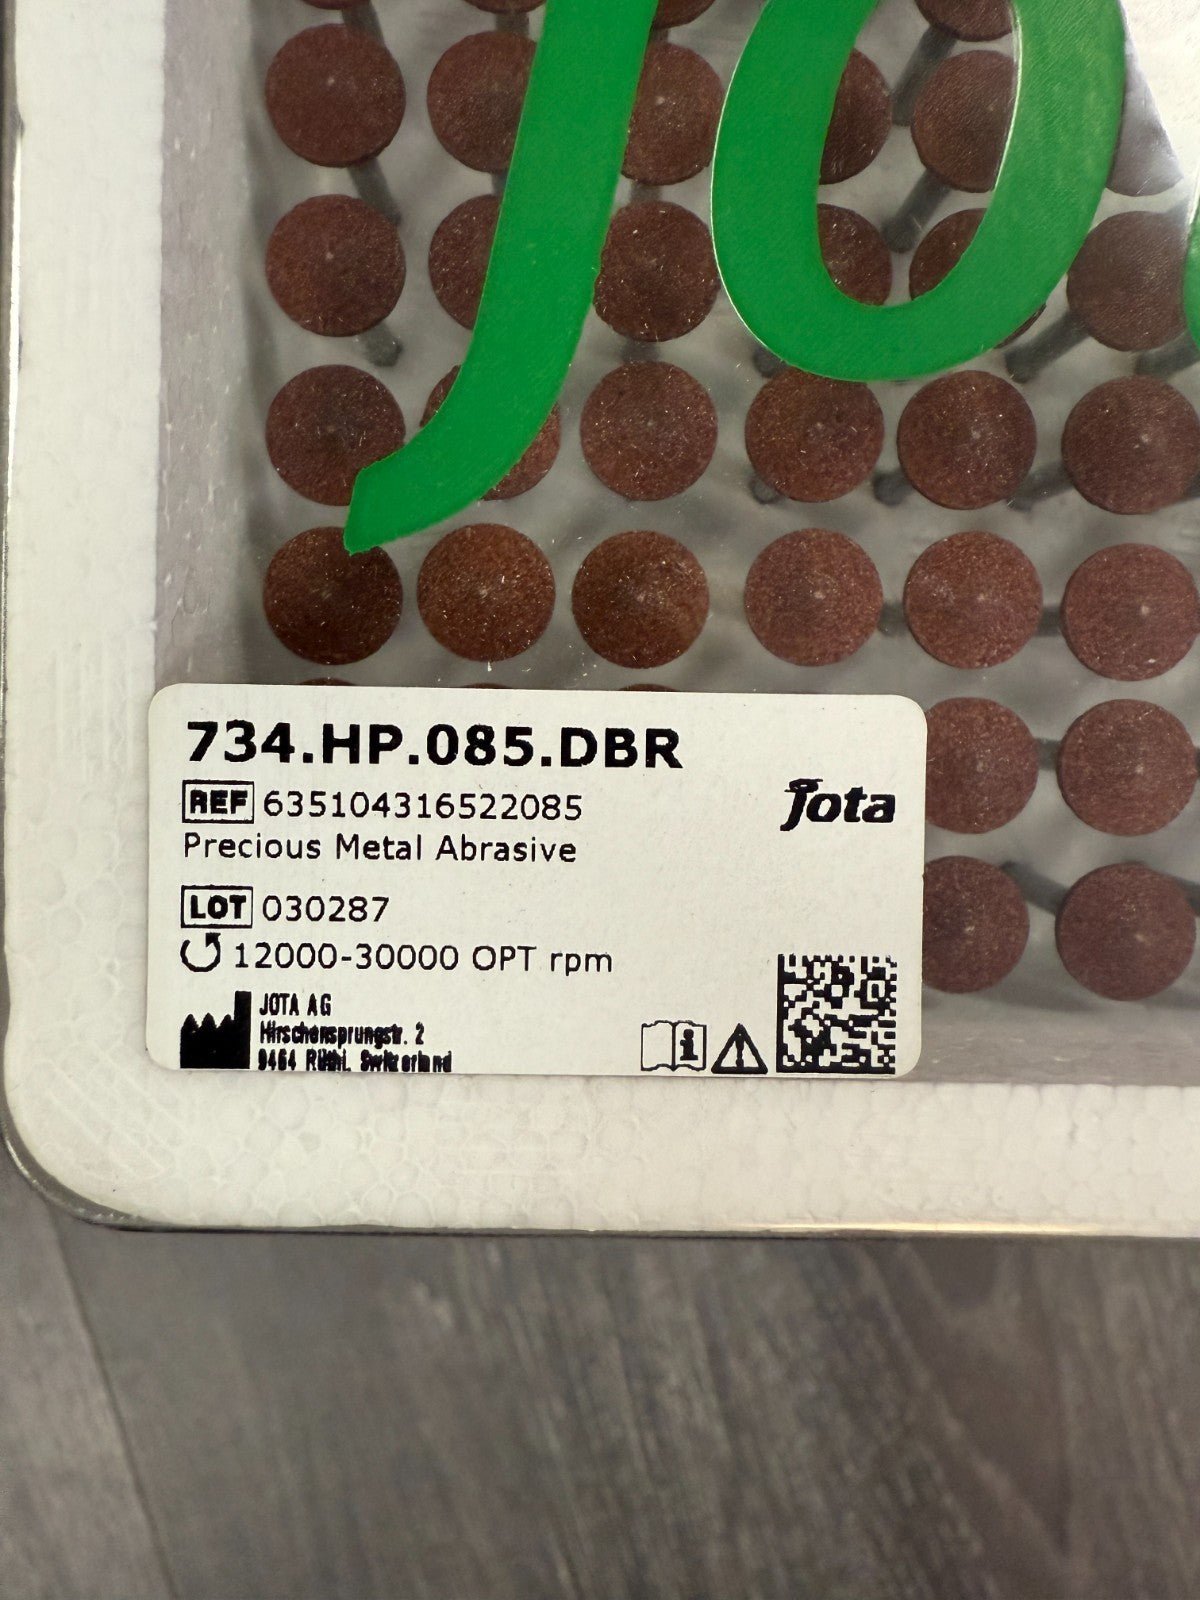 jo
734.HP.085.DBR
REF 635104316522085
jota
Precious Metal Abrasive
LOT 030287
12000-30000 OPT rpm
JOTA AG
Hirschensprungstr. 2
9464 Rüthi, Switzerland